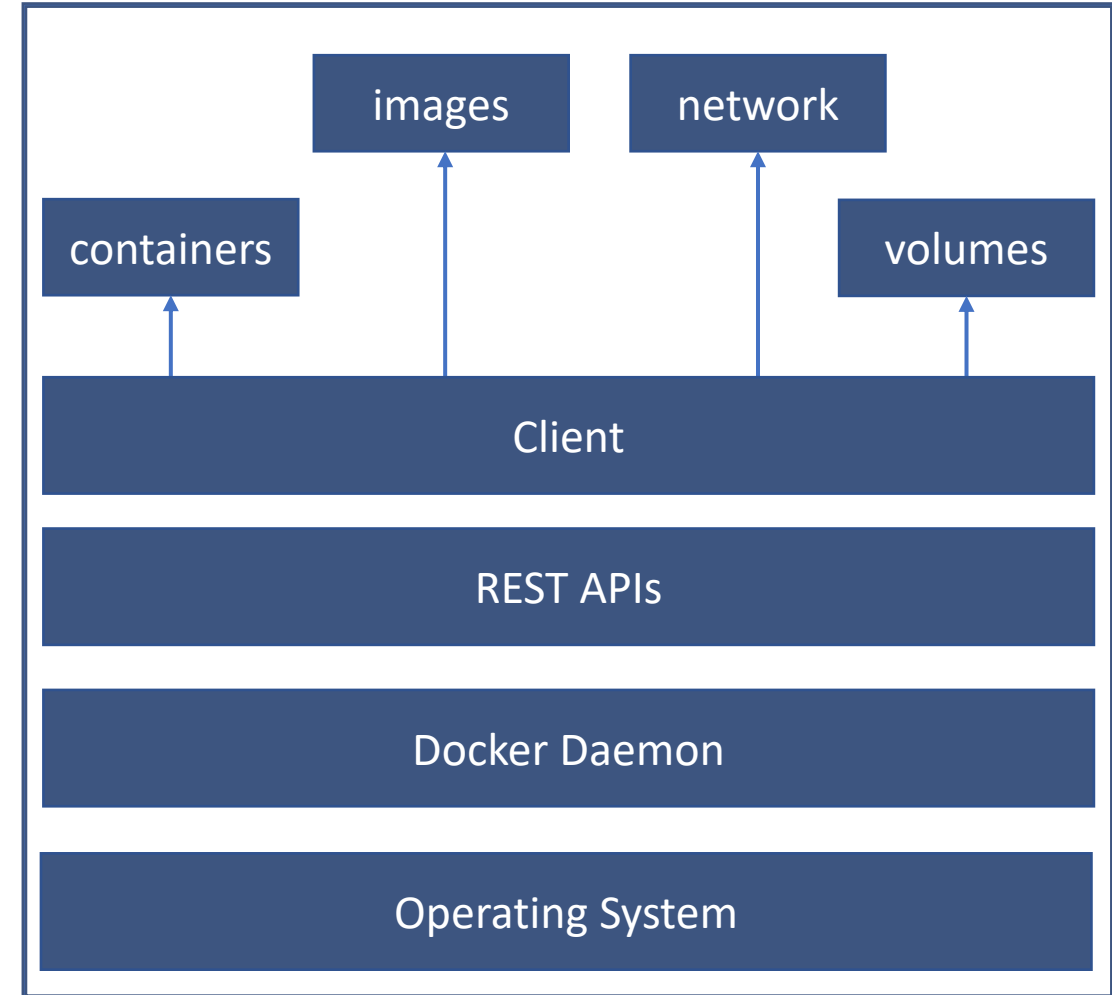 images
network
containers
volumes
Client
REST APIs
Docker Daemon
Operating System